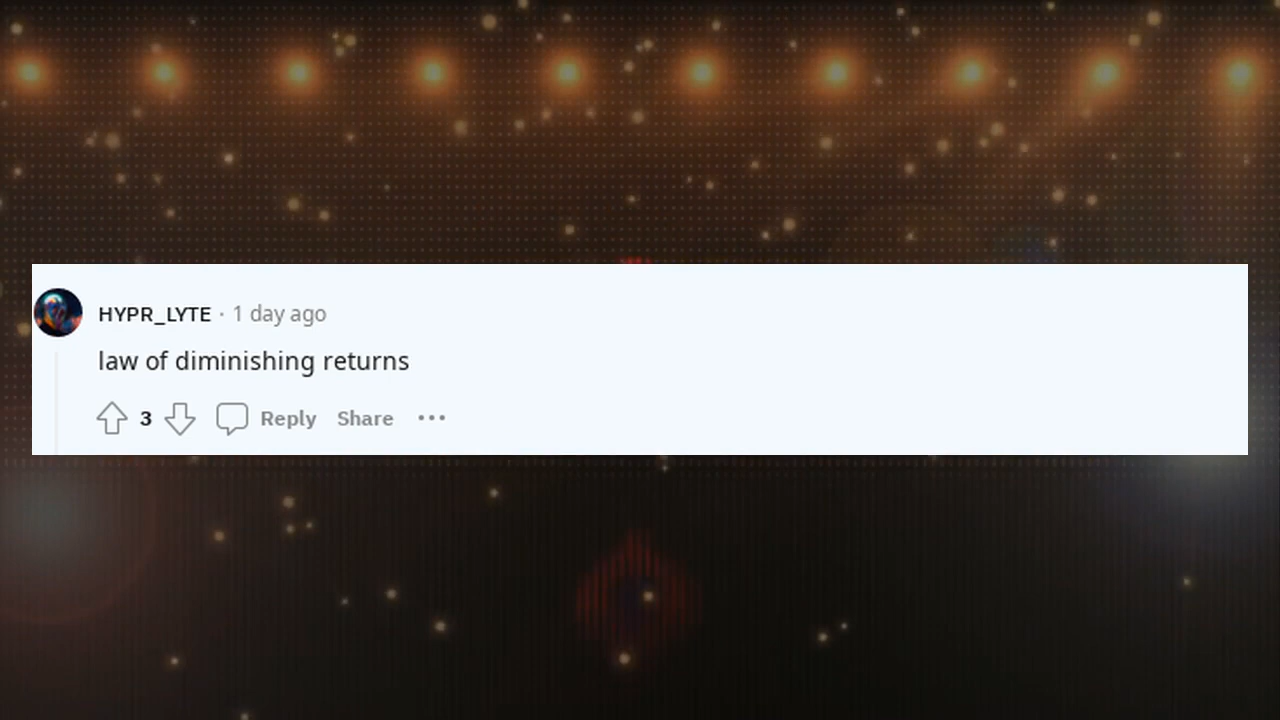 HYPR_LYTE · 1 day ago
law of diminishing returns
3 Reply Share ···